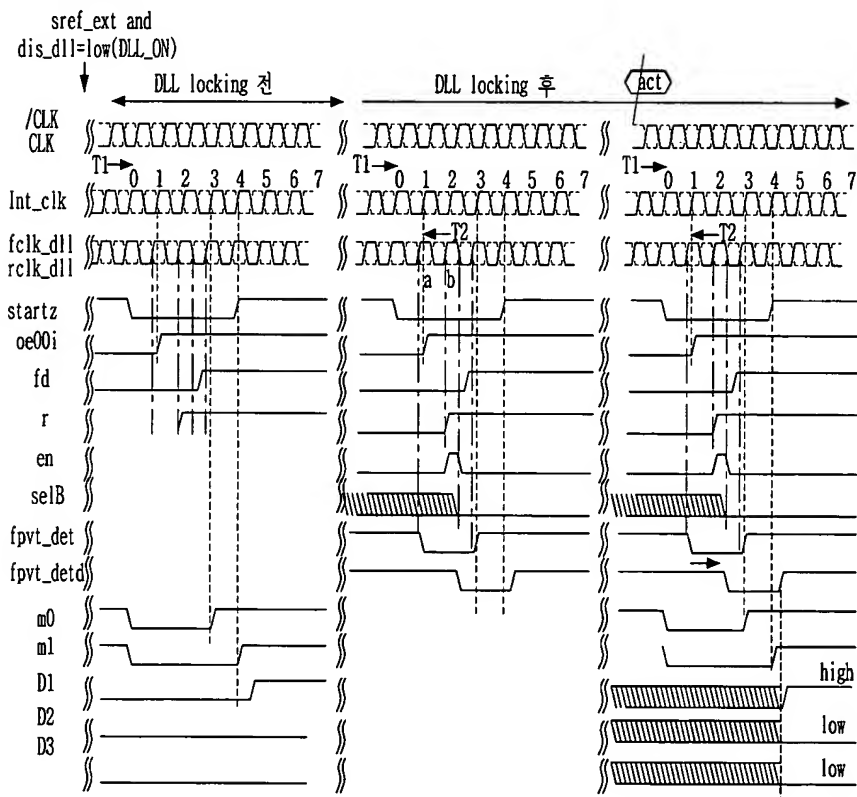 sref_ext and
dis_dll=low(DLL_ON)
DLL locking 전
DLL locking 후
act
/CLK
CLK
T1
T1
T1
0 1 2 3 4 5 6 7
0 1 2 3 4 5 6 7
0 1 2 3 4 5 6 7
Int_clk
T2
T2
fclk_dll
rclk_dll
a b
startz
oe00i
fd
r
en
selB
fpvt_det
fpvt_detd
m0
m1
D1
high
D2
low
D3
low